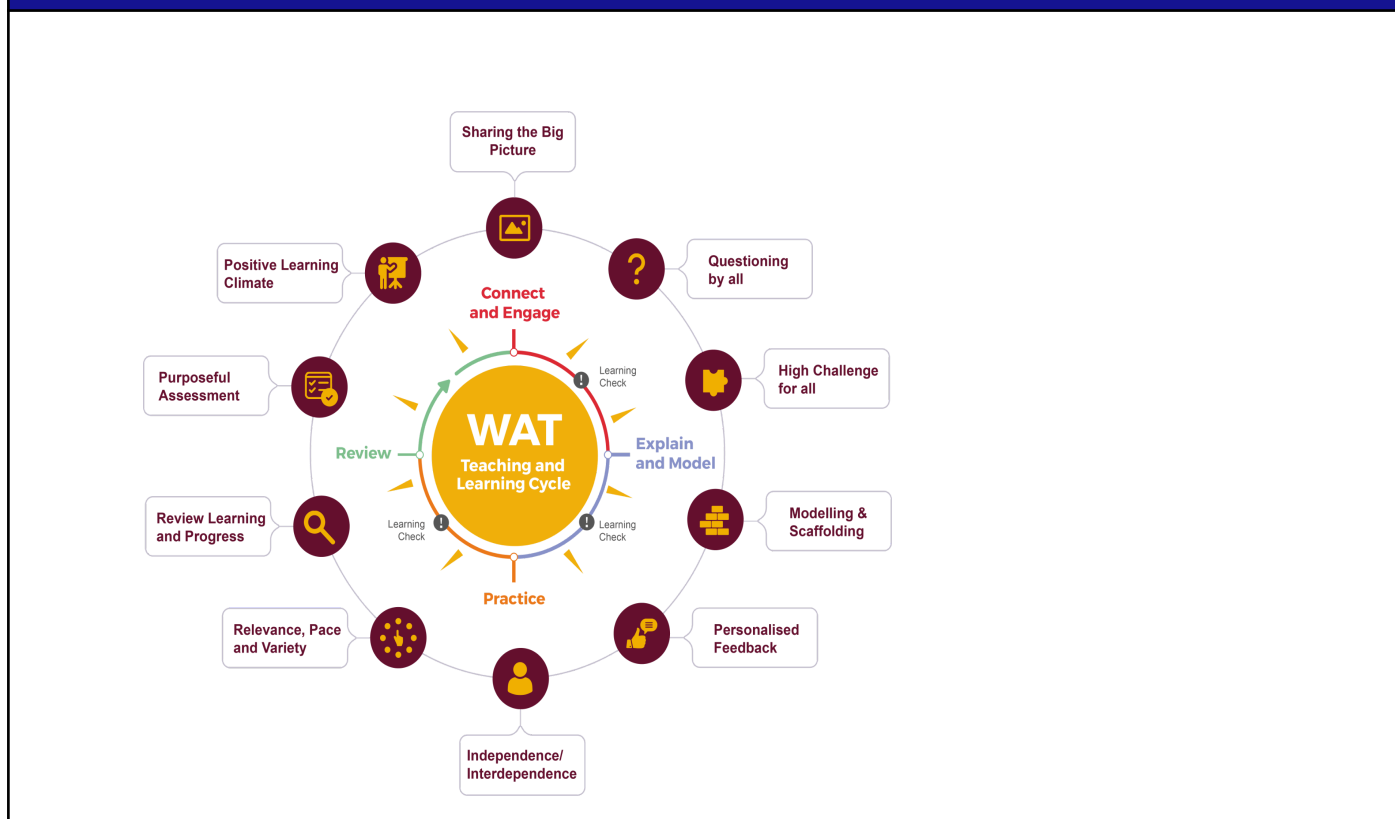 Sharing the Big
Picture
Questioning
by all
High Challenge
for all
Modelling &
Scaffolding
Personalised
Feedback
Independence/
Interdependence
Relevance, Pace
and Variety
Review Learning
and Progress
Purposeful
Assessment
Positive Learning
Climate
Connect
and Engage
Learning
Check
Explain
and Model
Learning
Check
Practice
Learning
Check
Review
WAT
Teaching and
Learning Cycle